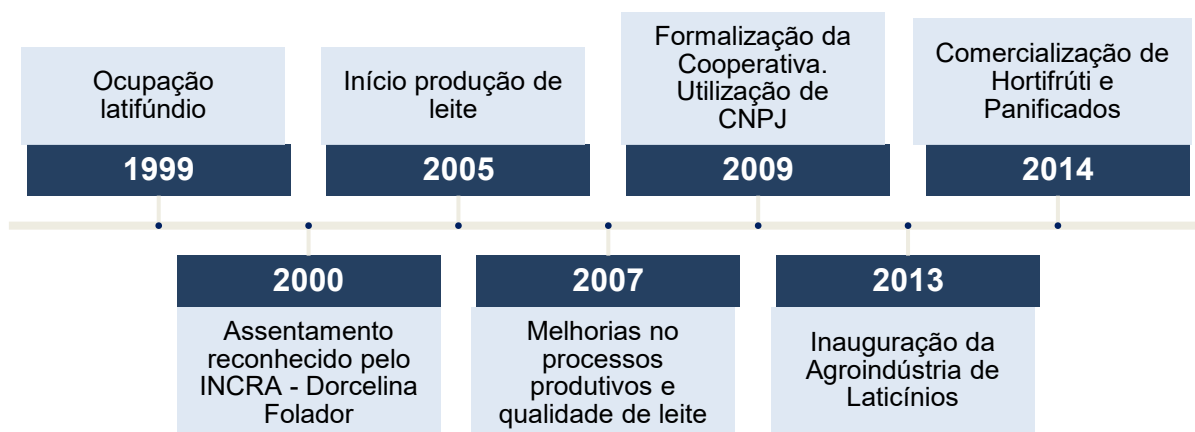 Ocupação
latifúndio
1999
Início produção de
leite
2005
Formalização da
Cooperativa.
Utilização de
CNPJ
2009
Comercialização de
Hortifrúti e
Panificados
2014
2000
Assentamento
reconhecido pelo
INCRA - Dorcelina
Folador
2007
Melhorias no
processos
produtivos e
qualidade de leite
2013
Inauguração da
Agroindústria de
Laticínios